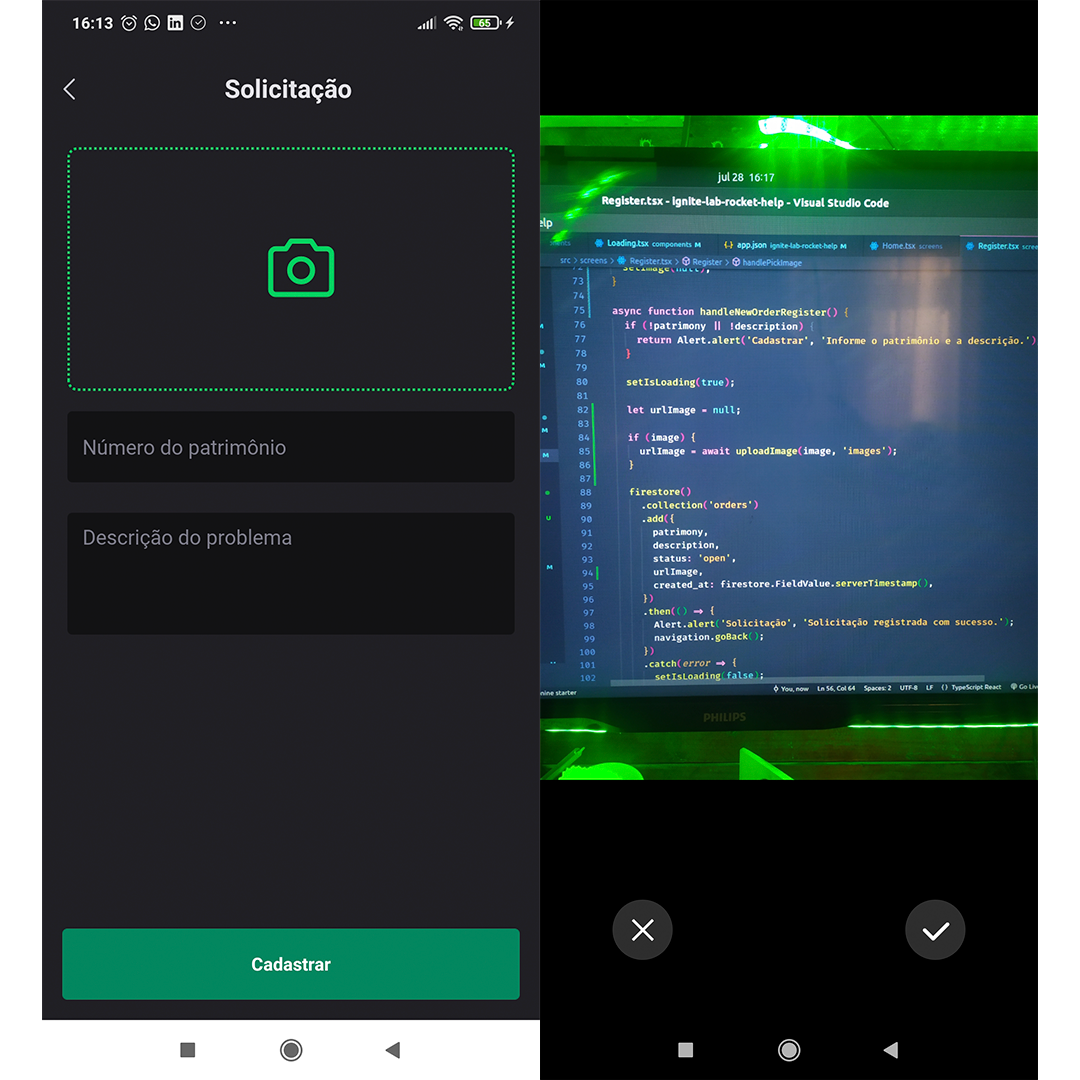 16:13
65
Solicitação
Número do patrimônio
Descrição do problema
Cadastrar
jul 28 16:17
Register.tsx - ignite-lab-rocket-help - Visual Studio Code
elp
Loading.tsx components M
{} app.json ignite-lab-rocket-help M
Home.tsx screens
Register.tsx scree
src > screens > Register.tsx > Register > handlePickImage
setImage(null);
73 }
74
75 async function handleNewOrderRegister() {
76 if (!patrimony || !description) {
77 return Alert.alert('Cadastrar', 'Informe o patrimônio e a descrição.')
78 }
79
80 setIsLoading(true);
81
82 let urlImage = null;
83
84 if (image) {
85 urlImage = await uploadImage(image, 'images');
86 }
87
88 firestore()
89 .collection('orders')
90 .add({
91 patrimony,
92 description,
93 status: 'open',
94 urlImage,
95 created_at: firestore.FieldValue.serverTimestamp(),
96 })
97 .then(() => {
98 Alert.alert('Solicitação', 'Solicitação registrada com sucesso.');
99 navigation.goBack();
100 })
101 .catch(error => {
102 setIsLoading(false);
You, now Ln 56, Col 64 Spaces: 2 UTF-8 LF {} TypeScript React Go Liv
PHILIPS